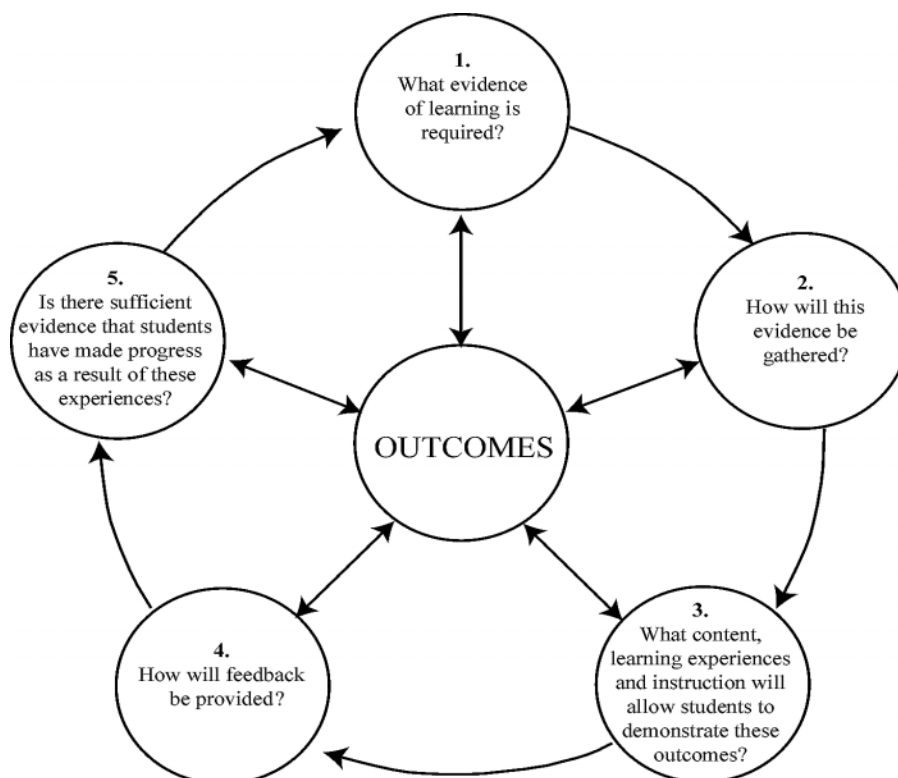 1.
What evidence
of learning is
required?
2.
How will this
evidence be
gathered?
3.
What content,
learning experiences
and instruction will
allow students to
demonstrate these
outcomes?
4.
How will feedback
be provided?
5.
Is there sufficient
evidence that students
have made progress
as a result of these
experiences?
OUTCOMES